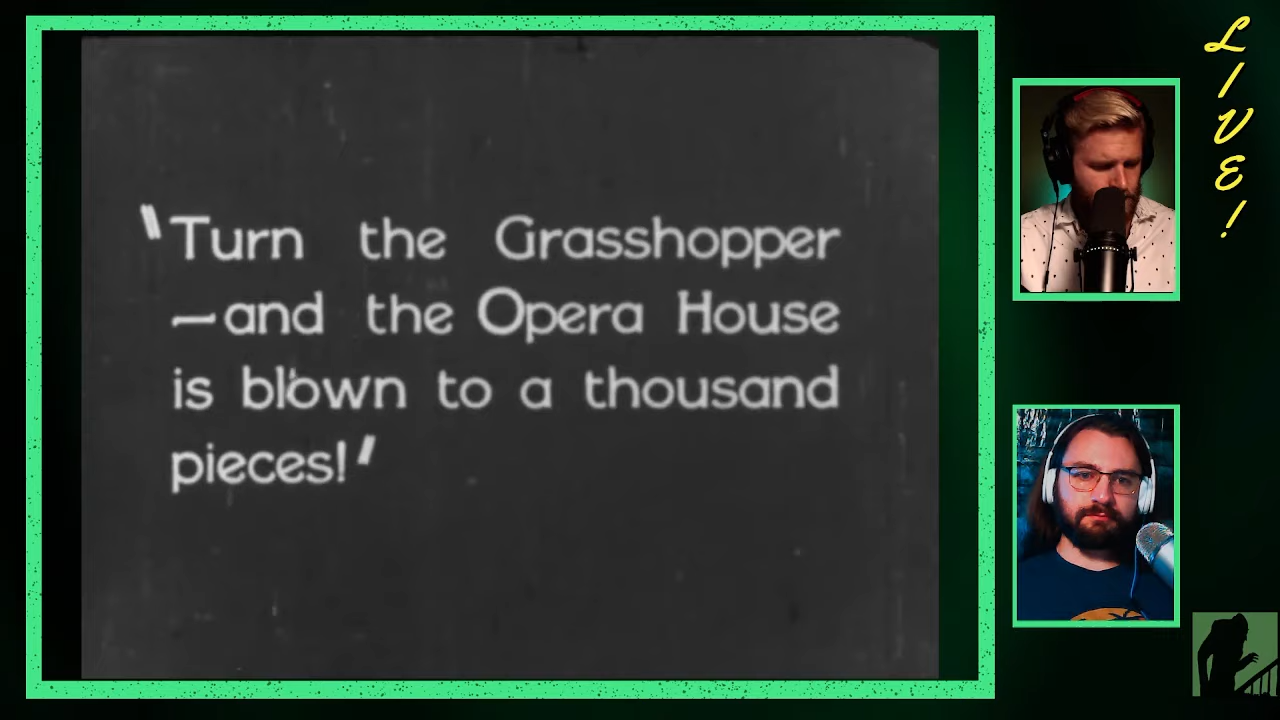 "Turn the Grasshopper
—and the Opera House
is blown to a thousand
pieces!"
LIVE!